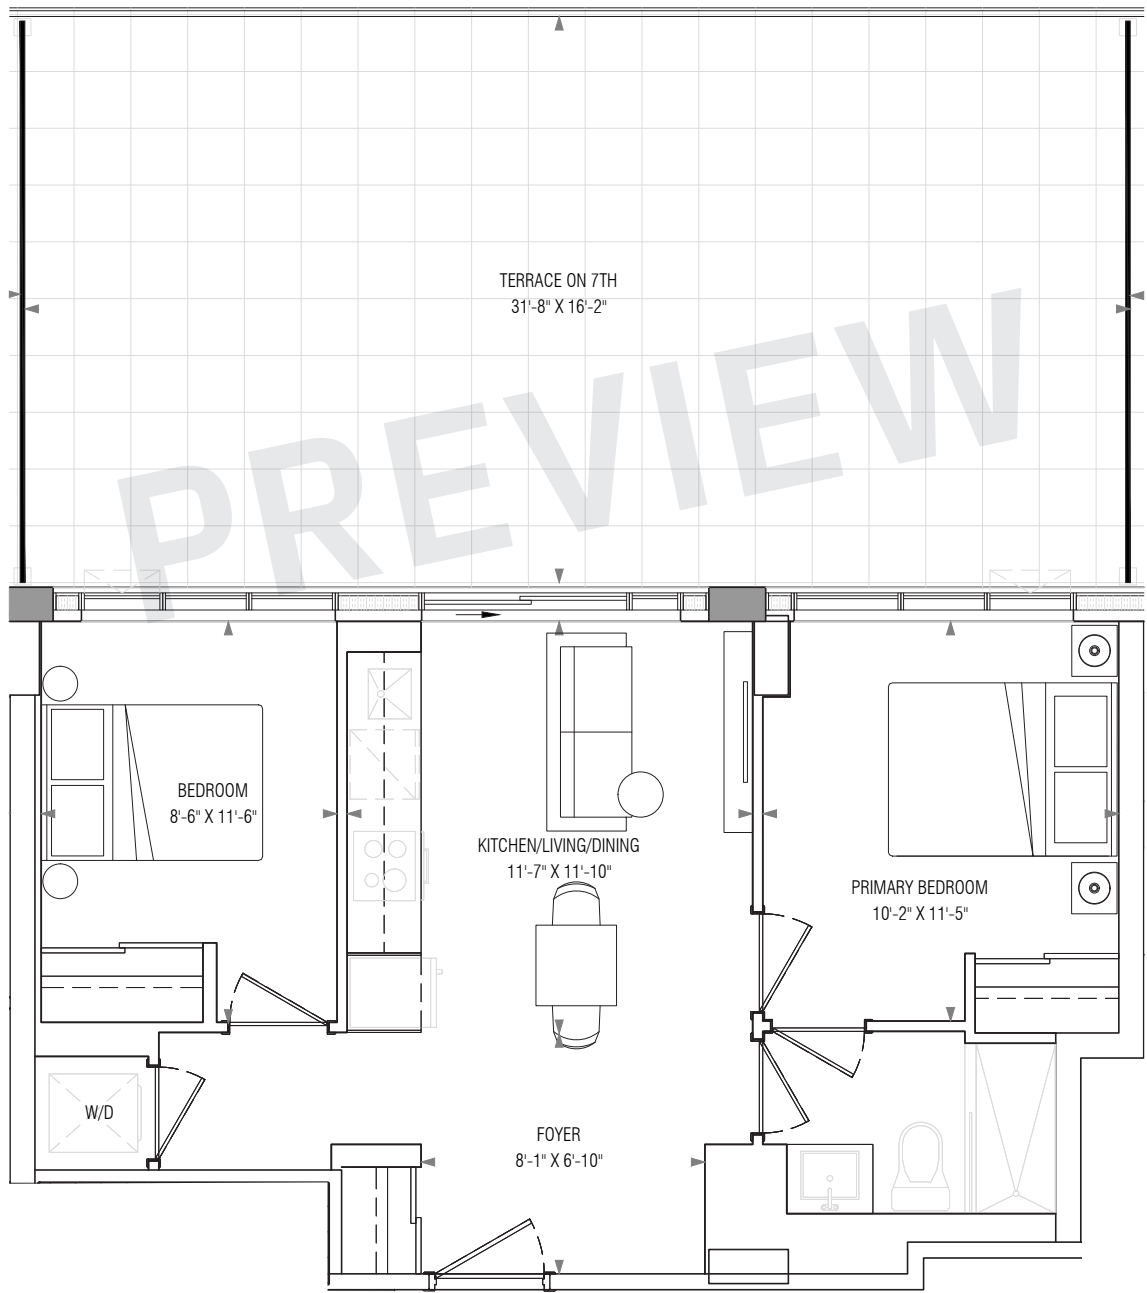 TERRACE ON 7TH
31'-8" X 16'-2"
PREVIEW
BEDROOM
8'-6" X 11'-6"
KITCHEN/LIVING/DINING
11'-7" X 11'-10"
PRIMARY BEDROOM
10'-2" X 11'-5"
W/D
FOYER
8'-1" X 6'-10"